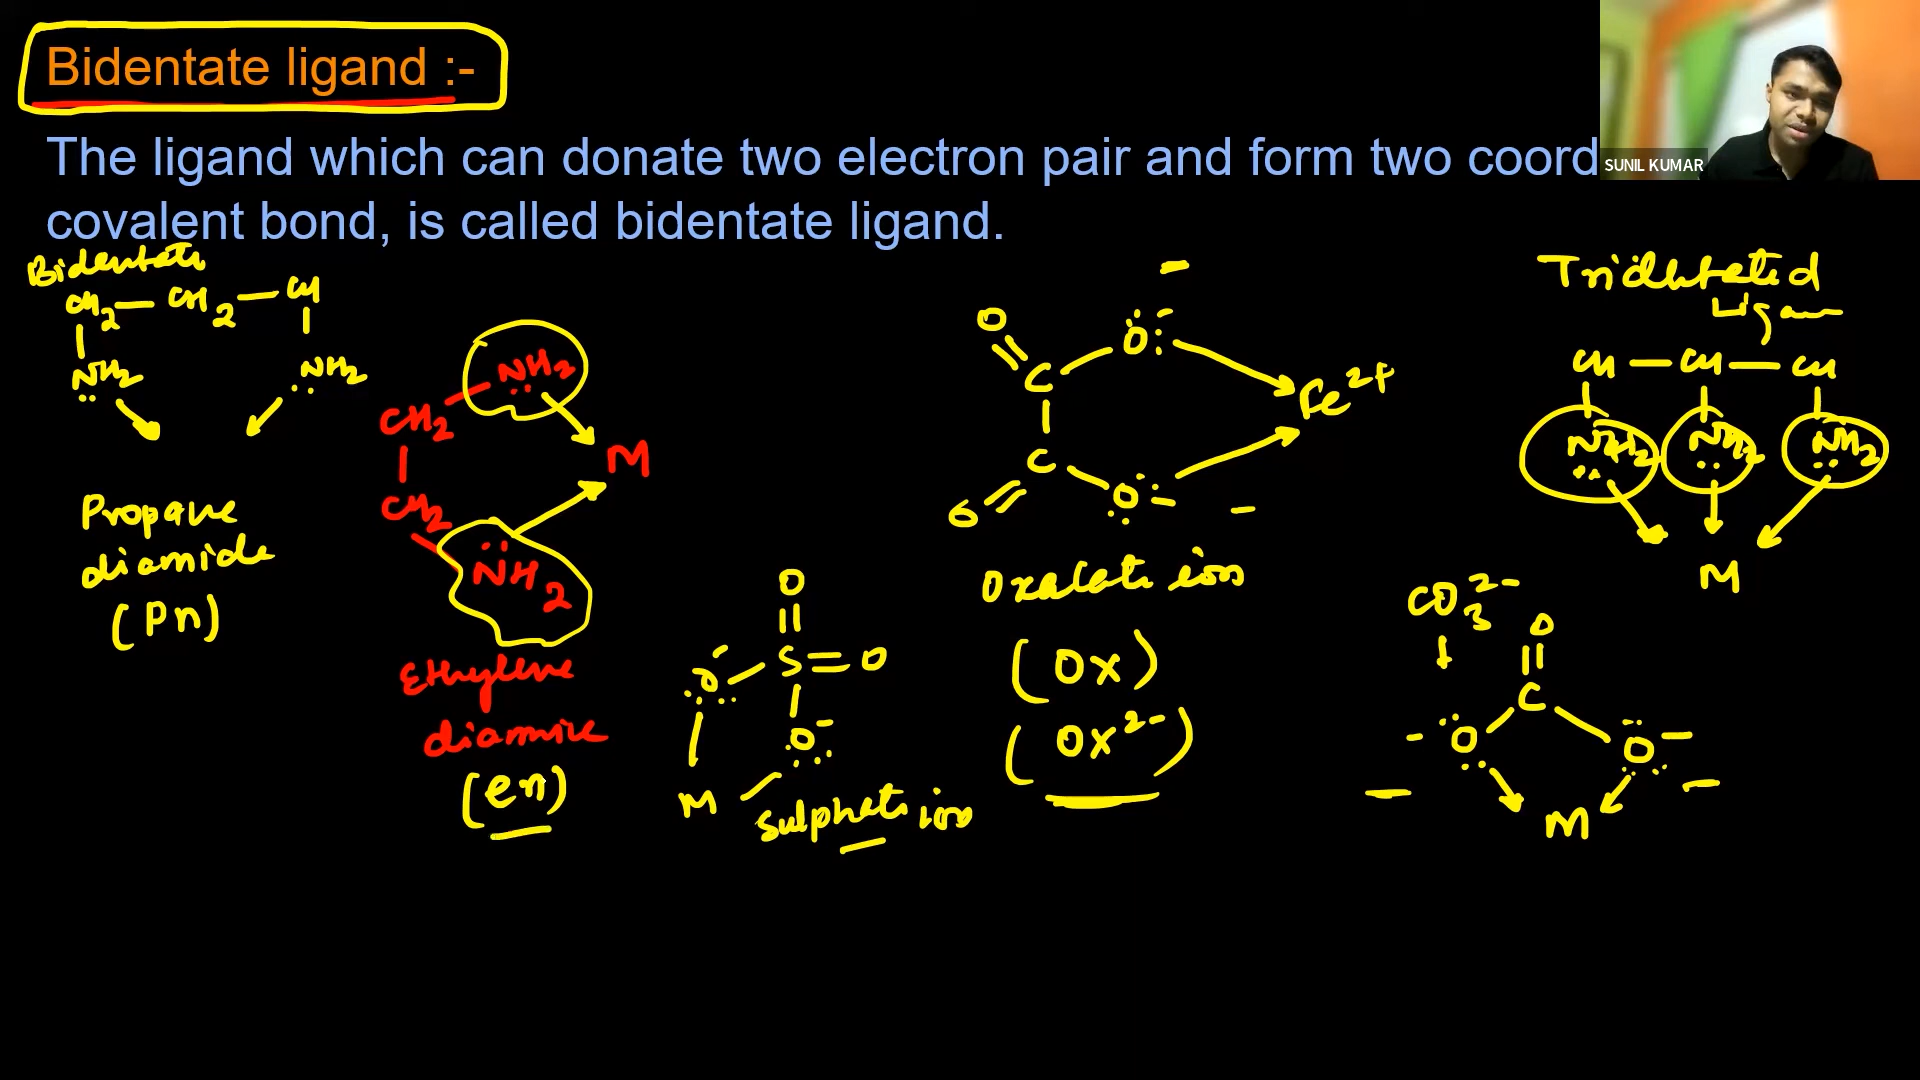 Bidentate ligand :-
The ligand which can donate two electron pair and form two coord
covalent bond, is called bidentate ligand.
SUNIL KUMAR
Bidentate
CH2 — CH2 — CH
NH2 NH2
Propane
diamide
(Pn)
NH2
CH2
M
CH2
NH2
Ethylene
diamine
(en)
O
O S O
O
M
Sulphate ion
O O
C
Fe2+
C
O O
Oxalate ion
(Ox)
(Ox2-)
Ligan
CH — CH — CH
NH2 NH2 NH2
M
CO3 2-
O
C
O O
M